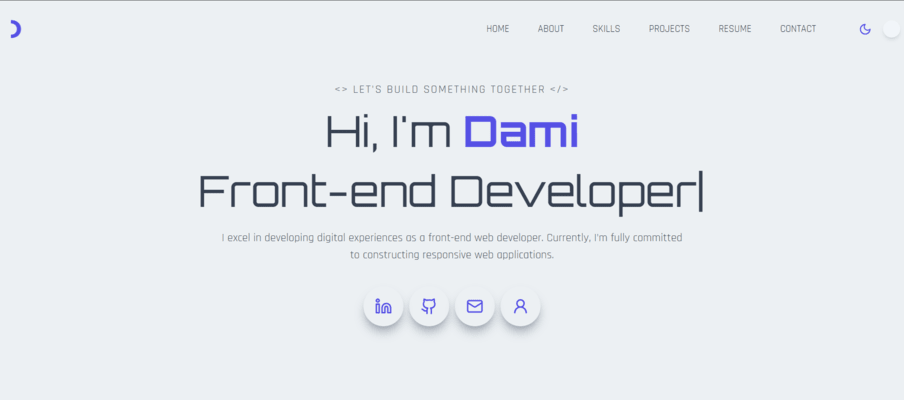 HOME ABOUT SKILLS PROJECTS RESUME CONTACT
<> LET'S BUILD SOMETHING TOGETHER </>
Hi, I'm Dami
Front-end Developer|
I excel in developing digital experiences as a front-end web developer. Currently, I'm fully committed
to constructing responsive web applications.